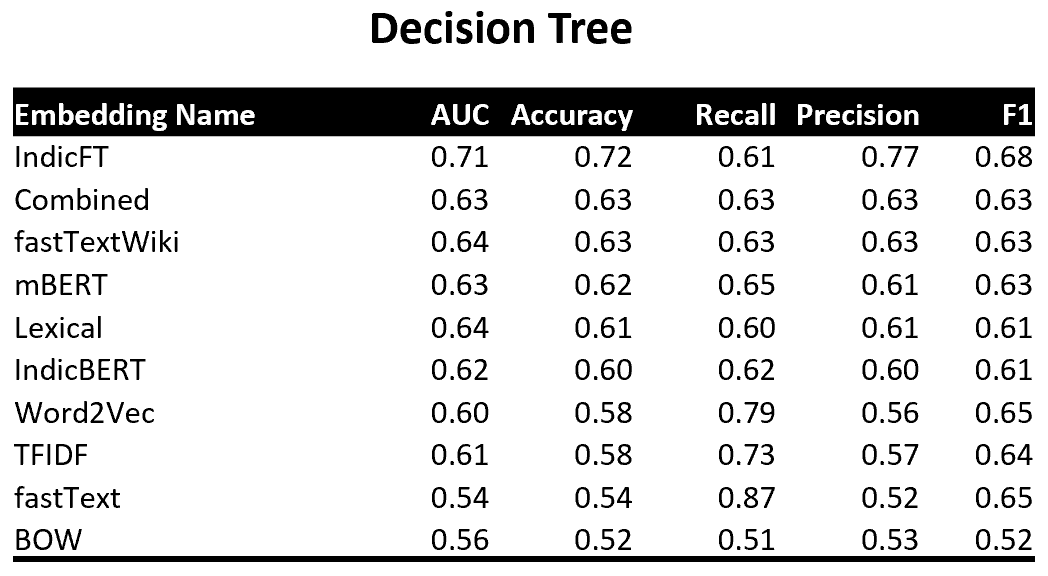 Decision Tree
Embedding Name AUC Accuracy Recall Precision F1
IndicFT 0.71 0.72 0.61 0.77 0.68
Combined 0.63 0.63 0.63 0.63 0.63
fastTextWiki 0.64 0.63 0.63 0.63 0.63
mBERT 0.63 0.62 0.65 0.61 0.63
Lexical 0.64 0.61 0.60 0.61 0.61
IndicBERT 0.62 0.60 0.62 0.60 0.61
Word2Vec 0.60 0.58 0.79 0.56 0.65
TFIDF 0.61 0.58 0.73 0.57 0.64
fastText 0.54 0.54 0.87 0.52 0.65
BOW 0.56 0.52 0.51 0.53 0.52